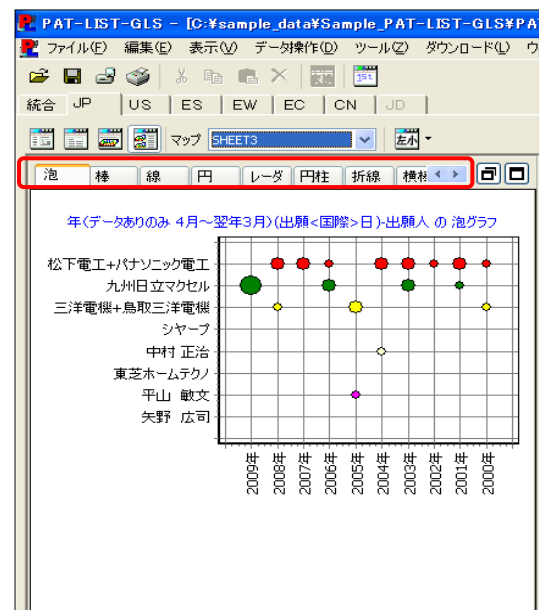 PAT-LIST-GLS - [C:¥sample_data¥Sample_PAT-LIST-GLS¥PA
ファイル(F) 編集(E) 表示(V) データ操作(D) ツール(Z) ダウンロード(L) ウ
統合 JP US ES EW EC CN JD
マップ SHEET3 左小
泡 棒 線 円 レーダ 円柱 折線 横棒
年(データありのみ 4月～翌年3月)(出願<国際>日)-出願人 の 泡グラフ
松下電工+パナソニック電工
九州日立マクセル
三洋電機+鳥取三洋電機
シャープ
中村 正治
東芝ホームテクノ
平山 敏文
矢野 広司
2009年 2008年 2007年 2006年 2005年 2004年 2003年 2002年 2001年 2000年